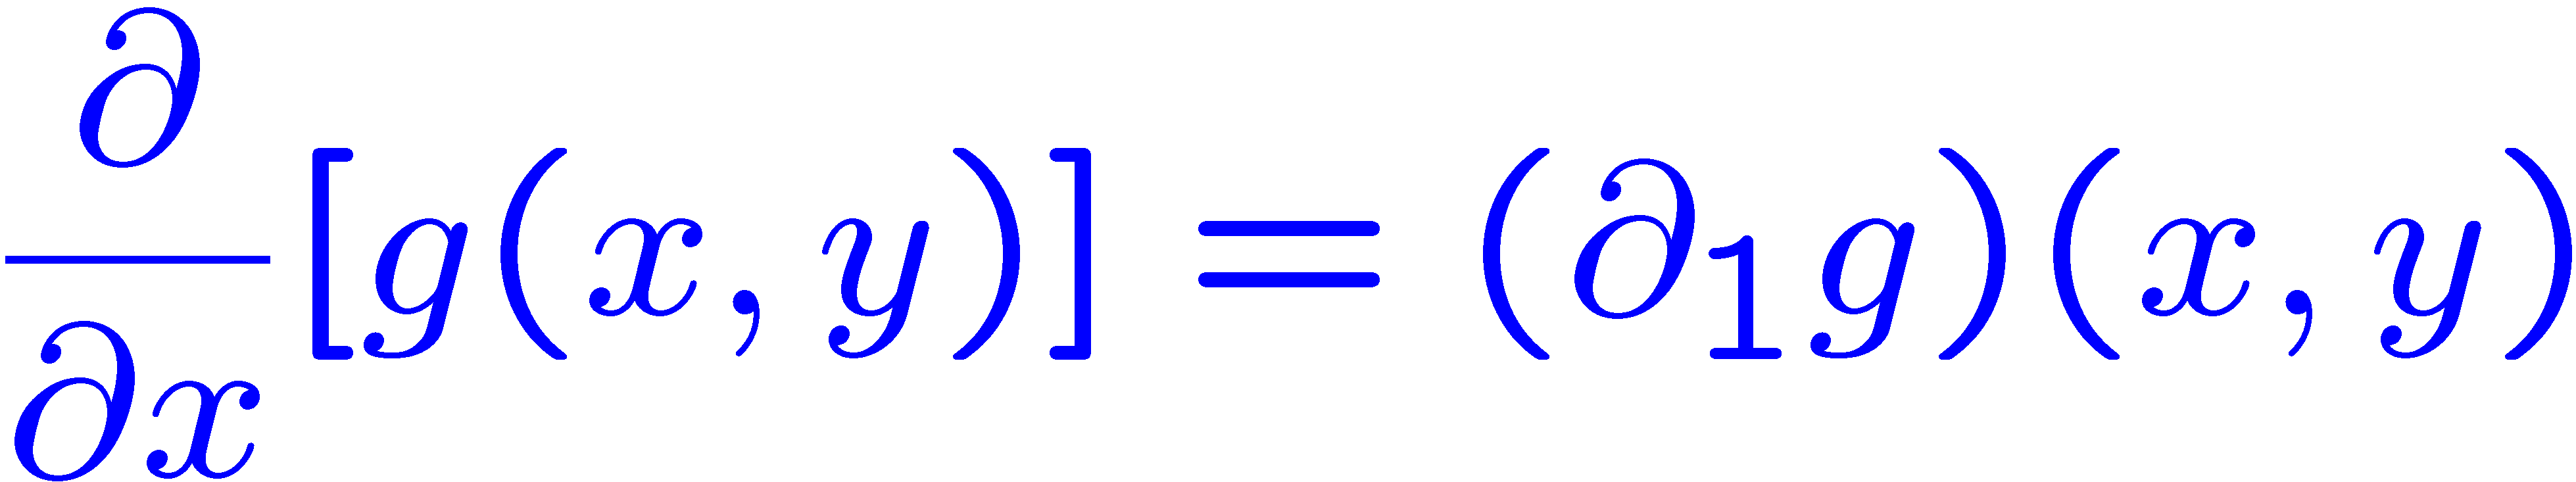 ∂/∂x [g(x, y)] = (∂₁g)(x, y)